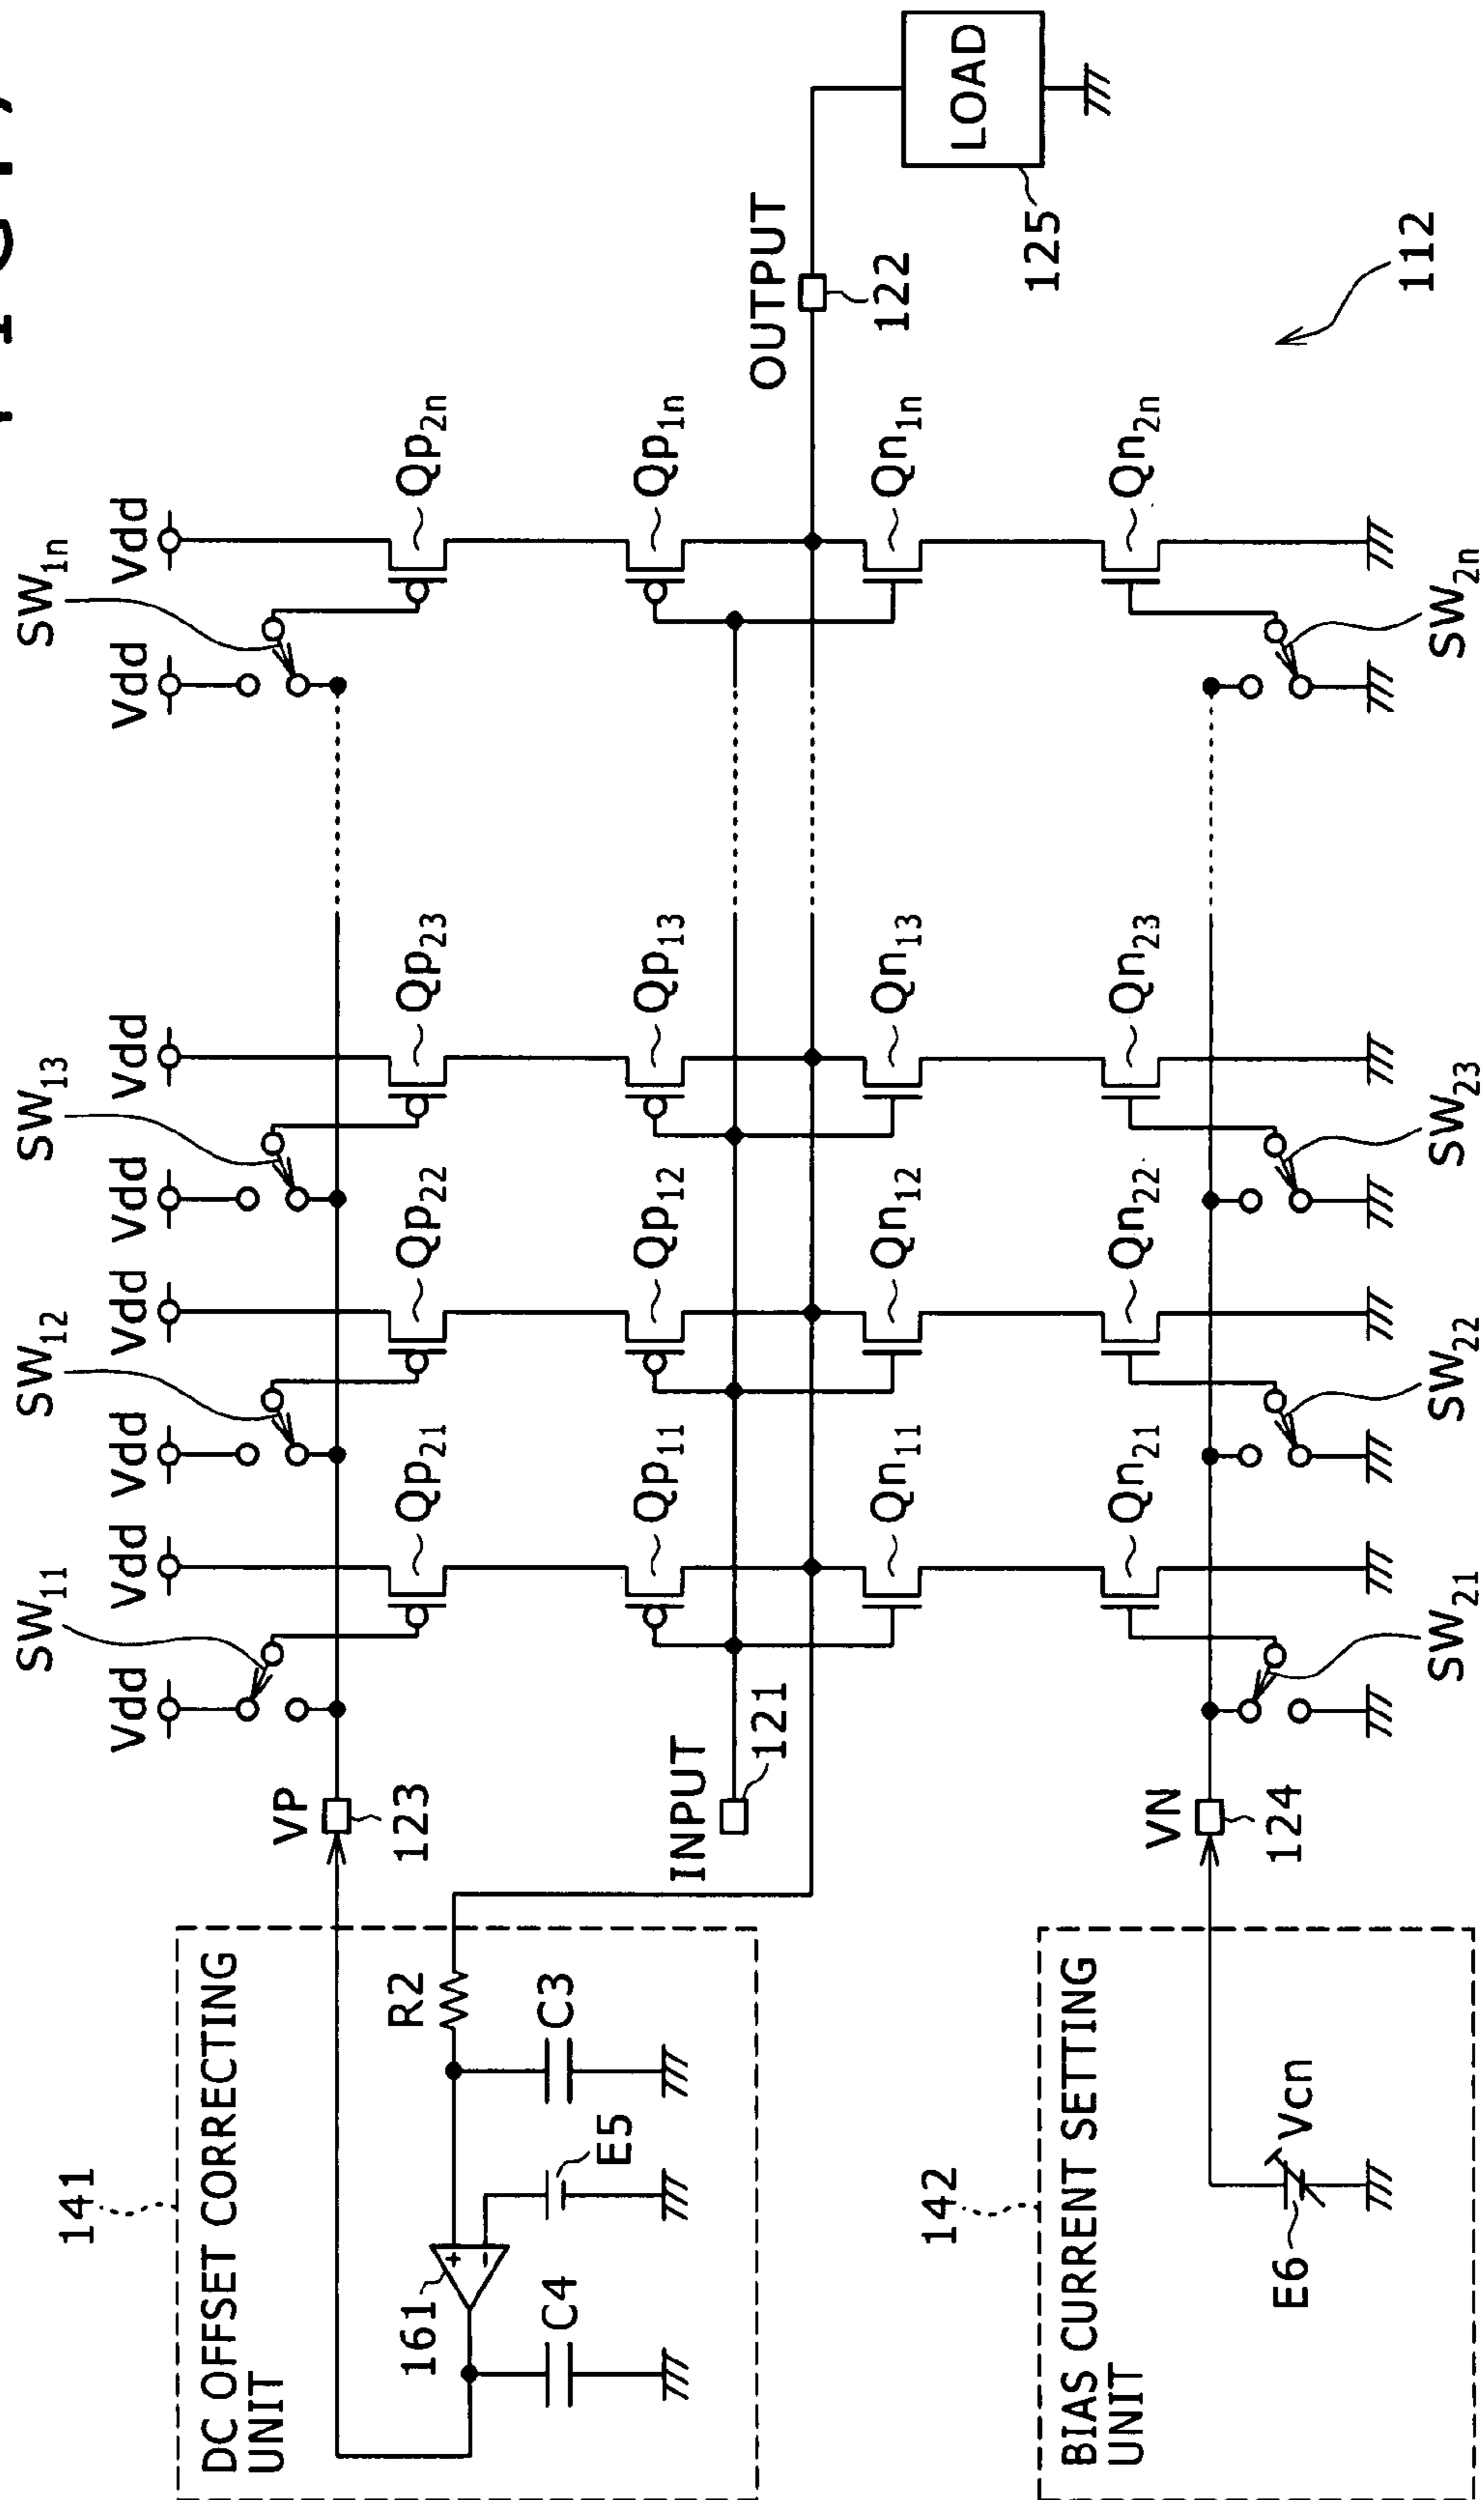 SW₁₁
SW₁₂
SW₁₃
SW₁ₙ
Vdd
Vdd
Vdd
Vdd
Vdd
Vdd
Vdd
Vdd
141
DC OFFSET CORRECTING
UNIT
VP
123
Qp₂₁
Qp₂₂
Qp₂₃
Qp₂ₙ
161
R2
+
-
C4
E5
C3
Qp₁₁
Qp₁₂
Qp₁₃
Qp₁ₙ
INPUT
121
OUTPUT
122
LOAD
125
Qn₁₁
Qn₁₂
Qn₁₃
Qn₁ₙ
142
BIAS CURRENT SETTING
UNIT
VN
124
Qn₂₁
Qn₂₂
Qn₂₃
Qn₂ₙ
E6
Vcn
SW₂₁
SW₂₂
SW₂₃
SW₂ₙ
112